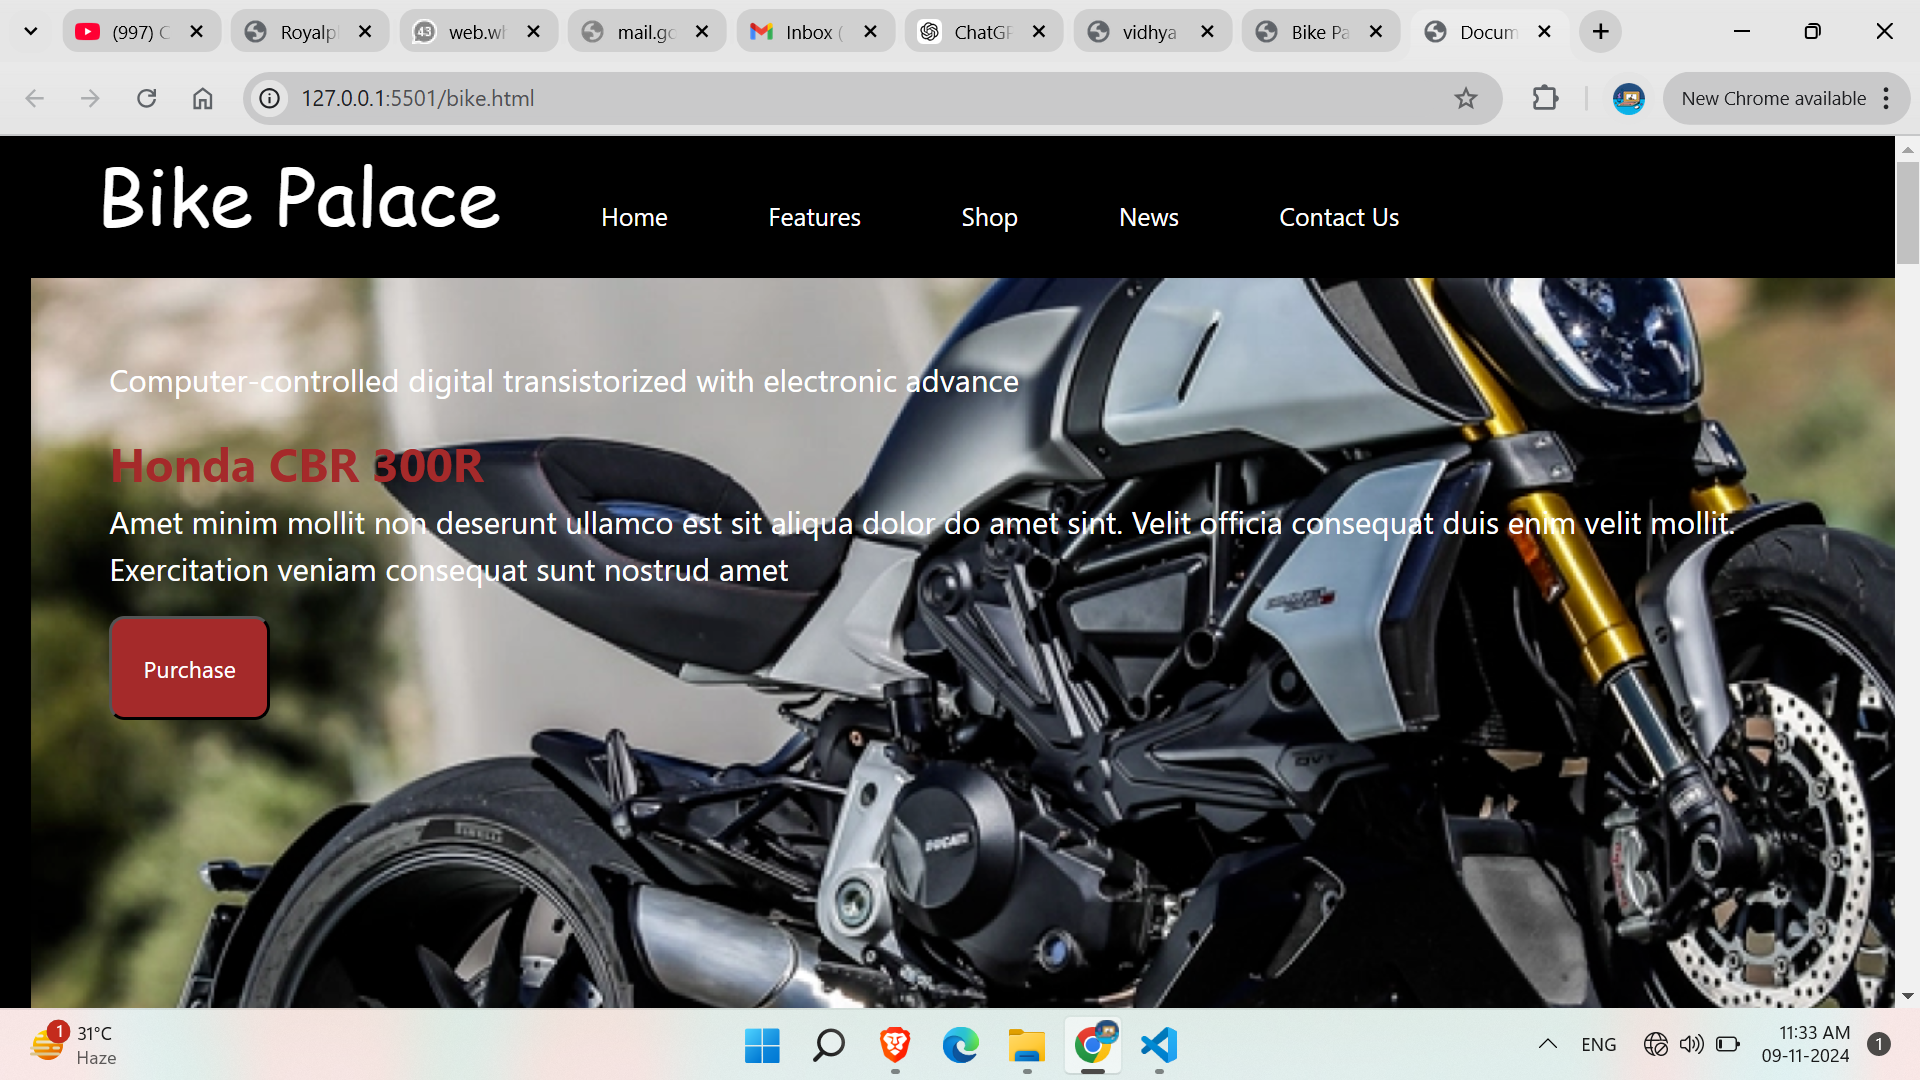 (997) C
Royalp
43
web.wh
mail.go
Inbox (
ChatGP
vidhya
Bike Pa
Docum
127.0.0.1:5501/bike.html
New Chrome available
Bike Palace
Home
Features
Shop
News
Contact Us
Computer-controlled digital transistorized with electronic advance
Honda CBR 300R
Amet minim mollit non deserunt ullamco est sit aliqua dolor do amet sint. Velit officia consequat duis enim velit mollit.
Exercitation veniam consequat sunt nostrud amet
Purchase
DVT
DUCATI
1
31°C
Haze
ENG
11:33 AM
09-11-2024
1